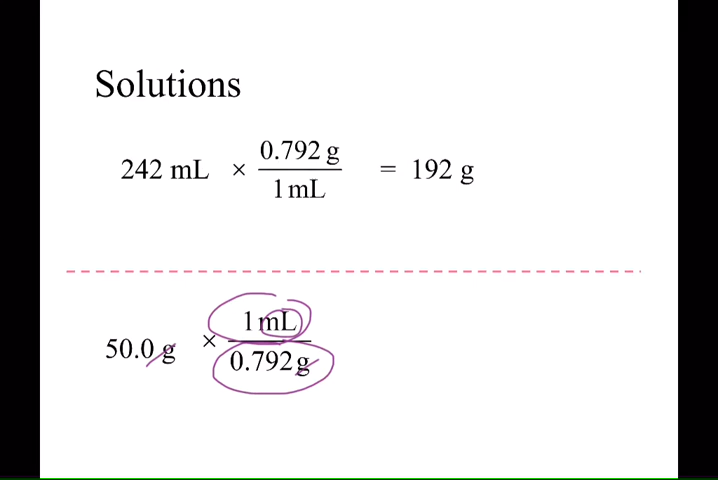 Solutions
242 mL × 0.792 g / 1 mL = 192 g
50.0 g × 1 mL / 0.792 g